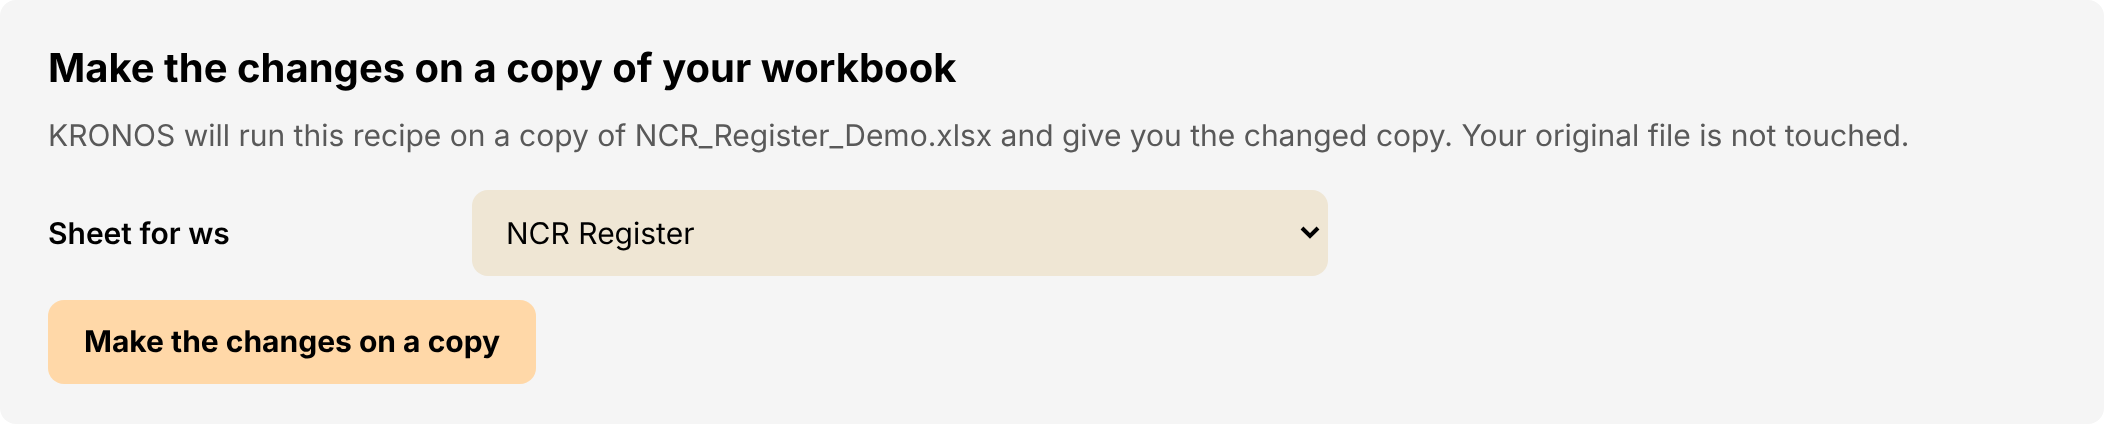 Make the changes on a copy of your workbook
KRONOS will run this recipe on a copy of NCR_Register_Demo.xlsx and give you the changed copy. Your original file is not touched.
Sheet for ws
NCR Register
Make the changes on a copy